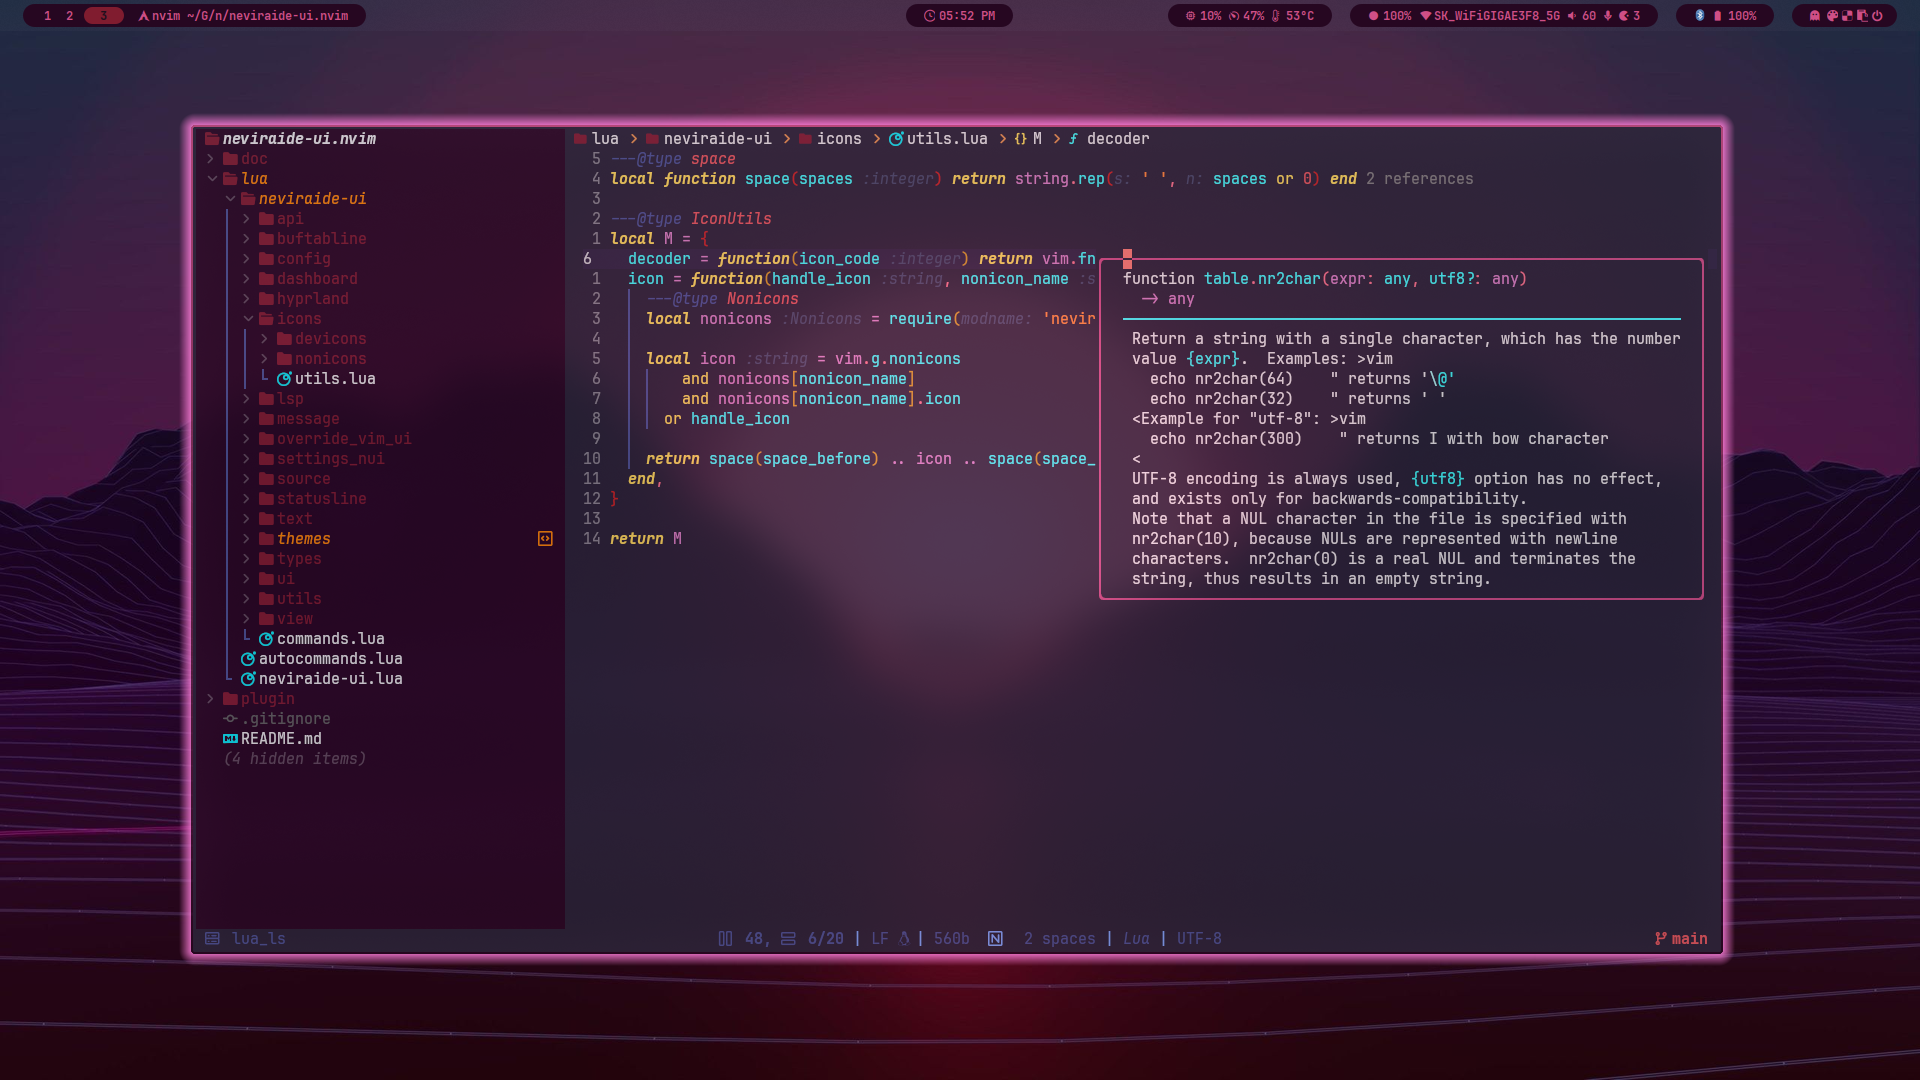 1 2 3 nvim ~/G/n/neviraide-ui.nvim
05:52 PM
10% 47% 53°C
100% SK_WiFiGIGAE3F8_5G 60 3
100%
neviraide-ui.nvim
doc
lua
neviraide-ui
api
buftabline
config
dashboard
hyprland
icons
devicons
nonicons
utils.lua
lsp
message
override_vim_ui
settings_nui
source
statusline
text
themes
types
ui
utils
view
commands.lua
autocommands.lua
neviraide-ui.lua
plugin
.gitignore
README.md
(4 hidden items)
lua > neviraide-ui > icons > utils.lua > {} M > f decoder
5 ---@type space
4 local function space(spaces :integer) return string.rep(s: ' ', n: spaces or 0) end 2 references
3
2 ---@type IconUtils
1 local M = {
6 decoder = function(icon_code :integer) return vim.fn
1 icon = function(handle_icon :string, nonicon_name :s
2 ---@type Nonicons
3 local nonicons :Nonicons = require(modname: 'nevir
4
5 local icon :string = vim.g.nonicons
6 and nonicons[nonicon_name]
7 and nonicons[nonicon_name].icon
8 or handle_icon
9
10 return space(space_before) .. icon .. space(space_
11 end,
12 }
13
14 return M
function table.nr2char(expr: any, utf8?: any)
-> any
Return a string with a single character, which has the number
value {expr}.  Examples: >vim
echo nr2char(64)    " returns '\@'
echo nr2char(32)    " returns ' '
<Example for "utf-8": >vim
echo nr2char(300)    " returns I with bow character
<
UTF-8 encoding is always used, {utf8} option has no effect,
and exists only for backwards-compatibility.
Note that a NUL character in the file is specified with
nr2char(10), because NULs are represented with newline
characters.  nr2char(0) is a real NUL and terminates the
string, thus results in an empty string.
lua_ls
48, 6/20 | LF | 560b N 2 spaces | Lua | UTF-8
main